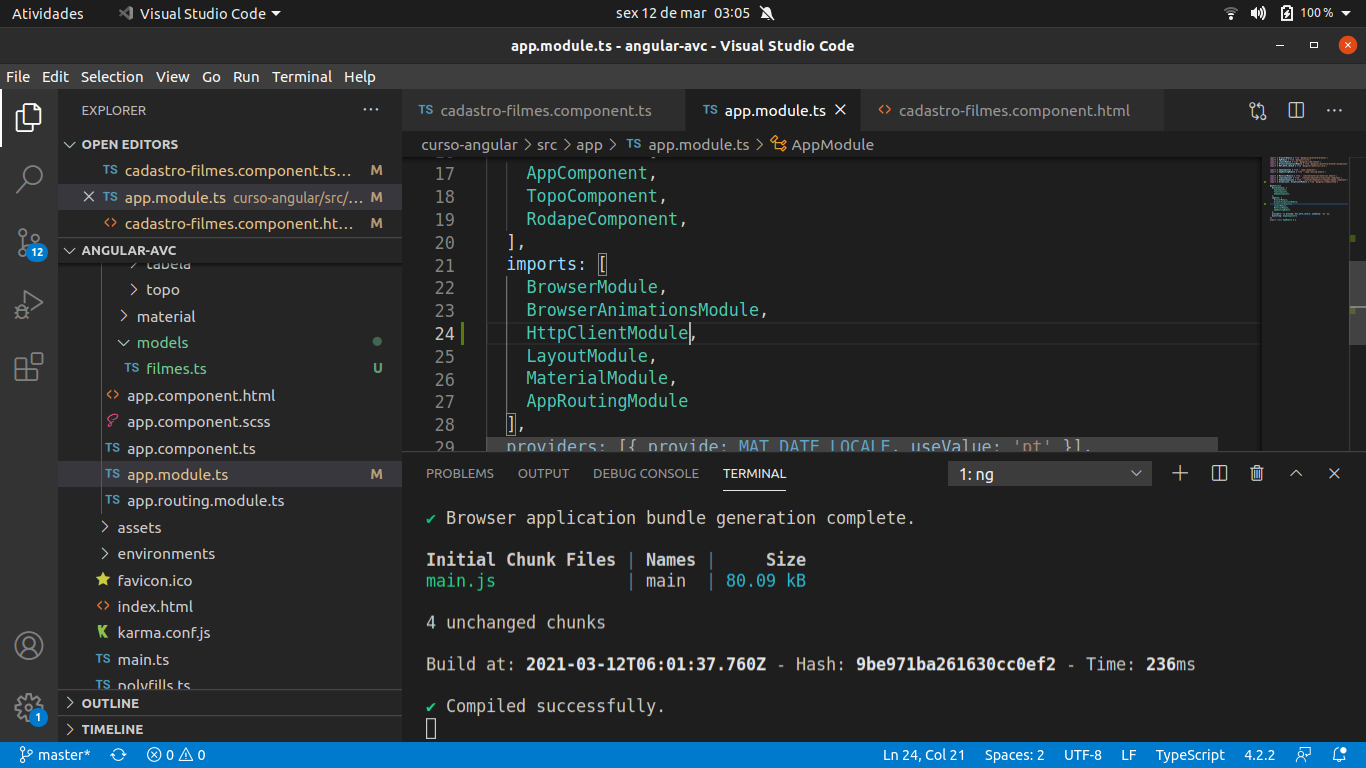 Atividades
Visual Studio Code
sex 12 de mar 03:05
100 %
app.module.ts - angular-avc - Visual Studio Code
File Edit Selection View Go Run Terminal Help
EXPLORER
OPEN EDITORS
TS cadastro-filmes.component.ts... M
TS app.module.ts curso-angular/src/... M
<> cadastro-filmes.component.ht... M
ANGULAR-AVC
tabela
topo
material
models
TS filmes.ts U
<> app.component.html
app.component.scss
TS app.component.ts
TS app.module.ts M
TS app.routing.module.ts
assets
environments
favicon.ico
<> index.html
karma.conf.js
TS main.ts
TS polyfills.ts
OUTLINE
TIMELINE
12
1
TS cadastro-filmes.component.ts
TS app.module.ts
<> cadastro-filmes.component.html
curso-angular > src > app > TS app.module.ts > AppModule
17 AppComponent,
18 TopoComponent,
19 RodapeComponent,
20 ],
21 imports: [
22 BrowserModule,
23 BrowserAnimationsModule,
24 HttpClientModule,
25 LayoutModule,
26 MaterialModule,
27 AppRoutingModule
28 ],
29 providers: [{ provide: MAT_DATE_LOCALE, useValue: 'pt' }],
PROBLEMS OUTPUT DEBUG CONSOLE TERMINAL
1: ng
✔ Browser application bundle generation complete.
Initial Chunk Files | Names | Size
main.js | main | 80.09 kB
4 unchanged chunks
Build at: 2021-03-12T06:01:37.760Z - Hash: 9be971ba261630cc0ef2 - Time: 236ms
✔ Compiled successfully.
master*
0 0
Ln 24, Col 21
Spaces: 2
UTF-8
LF
TypeScript
4.2.2